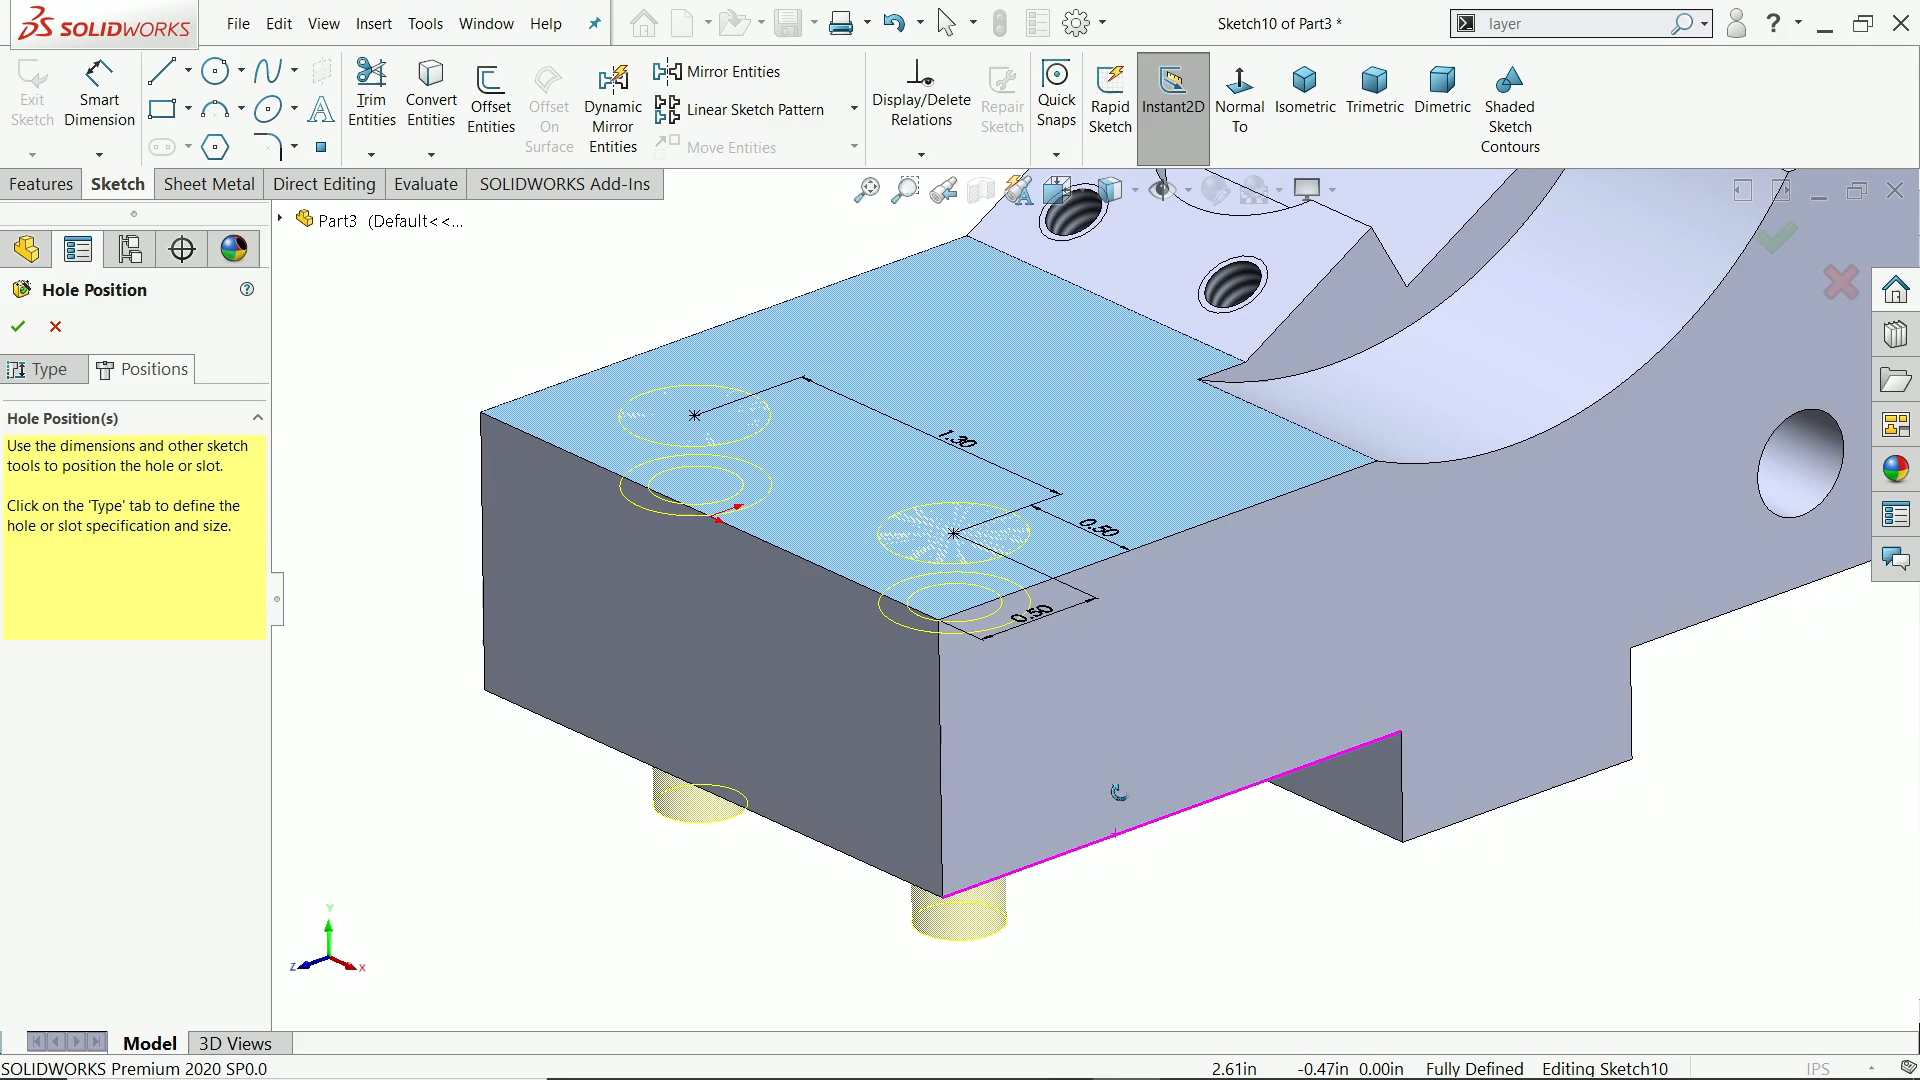 SOLIDWORKS
File Edit View Insert Tools Window Help
Sketch10 of Part3 *
layer
?
Exit Sketch
Smart Dimension
Trim Entities
Convert Entities
Offset Entities
Offset On Surface
Dynamic Mirror Entities
Mirror Entities
Linear Sketch Pattern
Move Entities
Display/Delete Relations
Repair Sketch
Quick Snaps
Rapid Sketch
Instant2D
Normal To
Isometric
Trimetric
Dimetric
Shaded Sketch Contours
Features Sketch Sheet Metal Direct Editing Evaluate SOLIDWORKS Add-Ins
Part3 (Default<<...
Hole Position
?
Type Positions
Hole Position(s)
Use the dimensions and other sketch
tools to position the hole or slot.
Click on the 'Type' tab to define the
hole or slot specification and size.
1.30
0.50
0.50
Y
Z X
Model 3D Views
SOLIDWORKS Premium 2020 SP0.0
2.61in -0.47in 0.00in Fully Defined Editing Sketch10 IPS